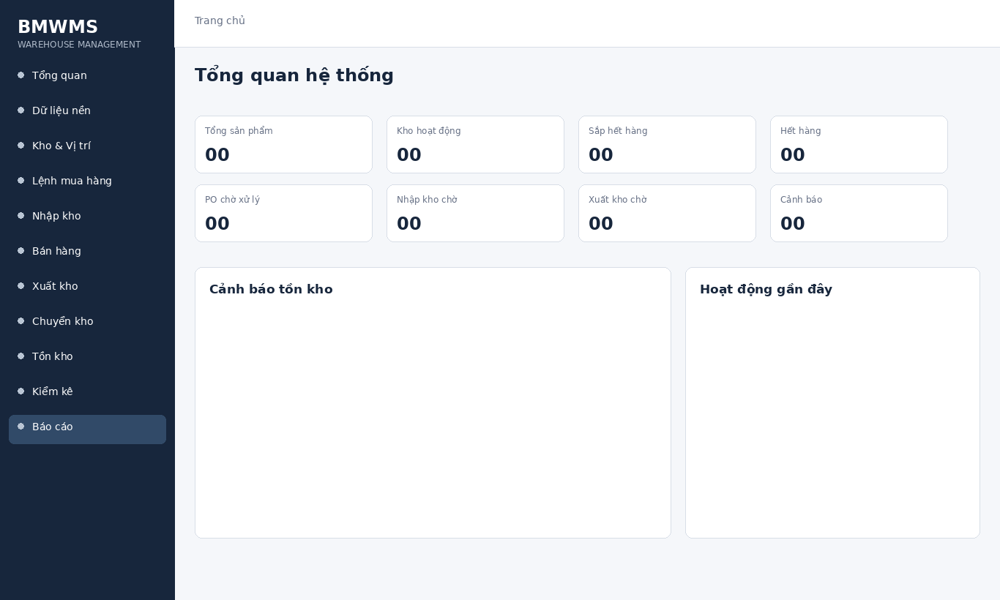 BMWMS
WAREHOUSE MANAGEMENT
Tổng quan
Dữ liệu nền
Kho & Vị trí
Lệnh mua hàng
Nhập kho
Bán hàng
Xuất kho
Chuyển kho
Tồn kho
Kiểm kê
Báo cáo
Trang chủ
Tổng quan hệ thống
Tổng sản phẩm
00
Kho hoạt động
00
Sắp hết hàng
00
Hết hàng
00
PO chờ xử lý
00
Nhập kho chờ
00
Xuất kho chờ
00
Cảnh báo
00
Cảnh báo tồn kho
Hoạt động gần đây